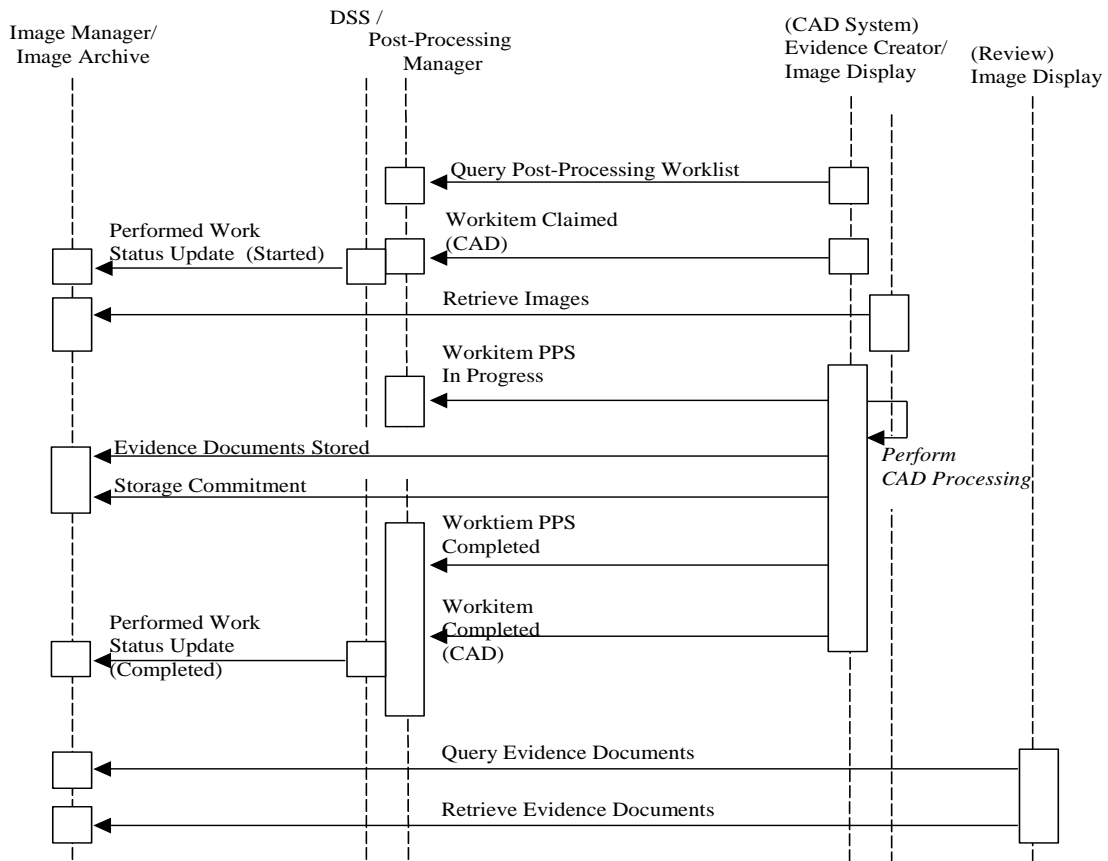 Image Manager/
Image Archive
DSS /
Post-Processing
Manager
(CAD System)
Evidence Creator/
Image Display
(Review)
Image Display
Query Post-Processing Worklist
Workitem Claimed
(CAD)
Performed Work
Status Update (Started)
Retrieve Images
Workitem PPS
In Progress
Evidence Documents Stored
Perform
CAD Processing
Storage Commitment
Worktiem PPS
Completed
Workitem
Completed
(CAD)
Performed Work
Status Update
(Completed)
Query Evidence Documents
Retrieve Evidence Documents